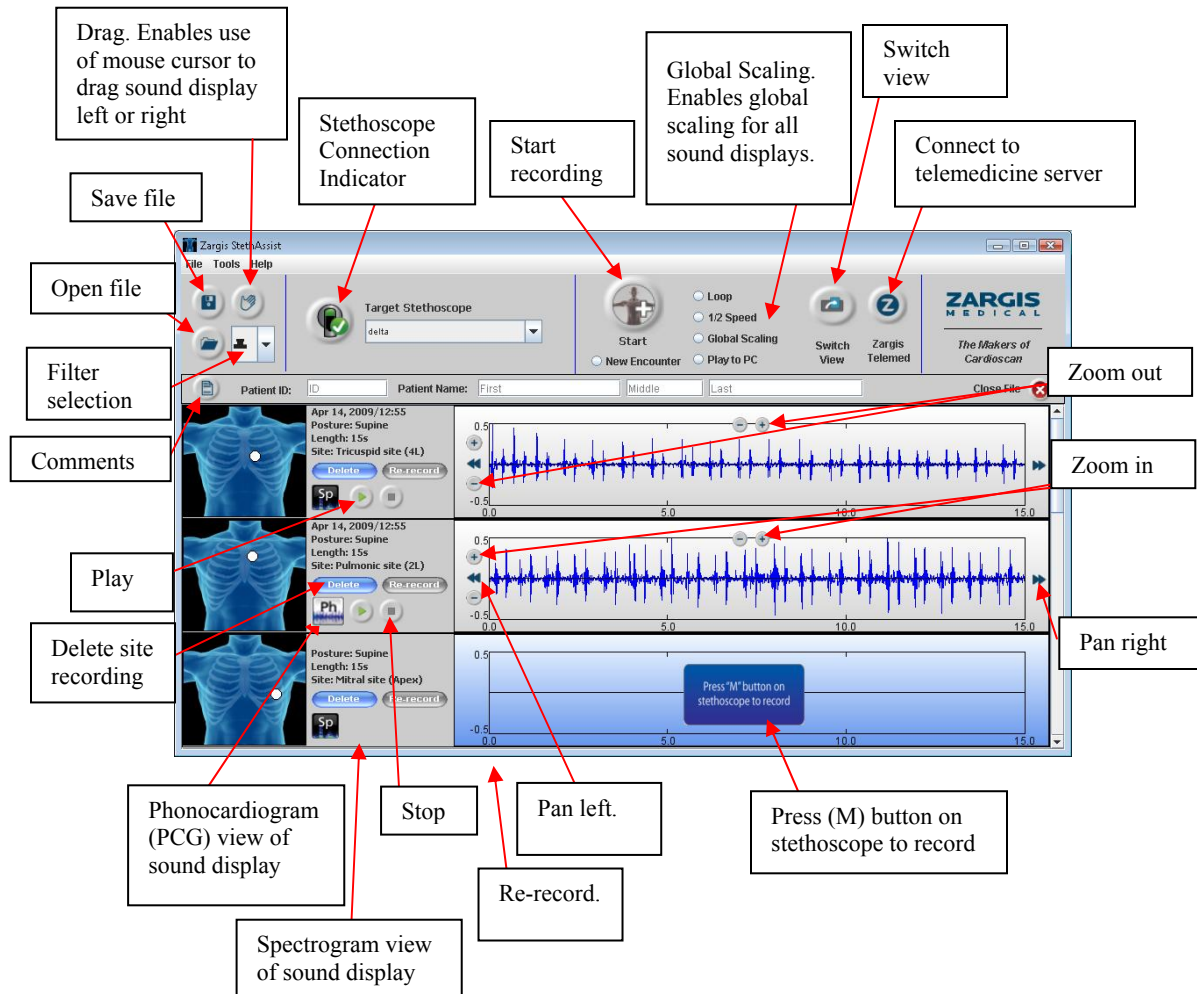 Drag. Enables use
of mouse cursor to
drag sound display
left or right
Stethoscope
Connection
Indicator
Start
recording
Global Scaling.
Enables global
scaling for all
sound displays.
Switch
view
Connect to
telemedicine server
Save file
Open file
Filter
selection
Comments
Play
Delete site
recording
Zoom out
Zoom in
Pan right
Zargis StethAssist
File Tools Help
Target Stethoscope
delta
Start
New Encounter
Loop
1/2 Speed
Global Scaling
Play to PC
Switch
View
Zargis
Telemed
ZARGIS
MEDICAL
The Makers of
Cardioscan
Patient ID: ID Patient Name: First Middle Last Close File
Apr 14, 2009/12:55
Posture: Supine
Length: 15s
Site: Tricuspid site (4L)
Delete Re-record
Sp
0.5
-0.5
0.0 5.0 10.0 15.0
Apr 14, 2009/12:55
Posture: Supine
Length: 15s
Site: Pulmonic site (2L)
Delete Re-record
Ph
0.5
-0.5
0.0 5.0 10.0 15.0
Posture: Supine
Length: 15s
Site: Mitral site (Apex)
Delete Re-record
Sp
0.5
-0.5
0.0 5.0 10.0 15.0
Press "M" button on
stethoscope to record
Phonocardiogram
(PCG) view of
sound display
Stop
Pan left.
Press (M) button on
stethoscope to record
Re-record.
Spectrogram view
of sound display